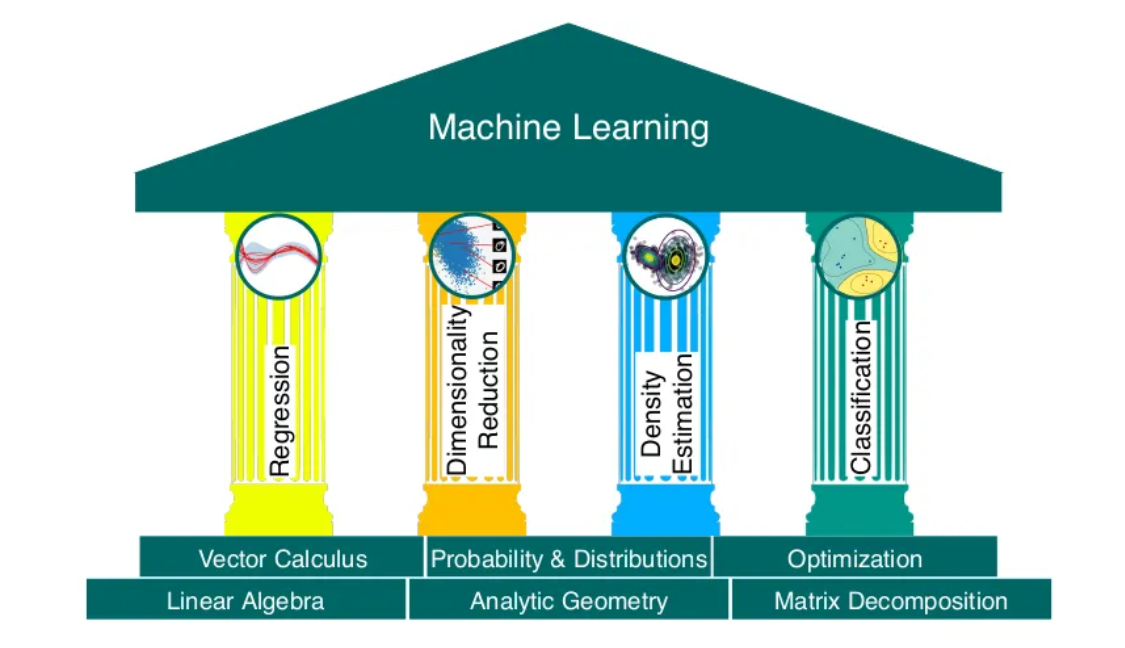 Machine Learning
Regression
Dimensionality
Reduction
Density
Estimation
Classification
Vector Calculus
Probability & Distributions
Optimization
Linear Algebra
Analytic Geometry
Matrix Decomposition